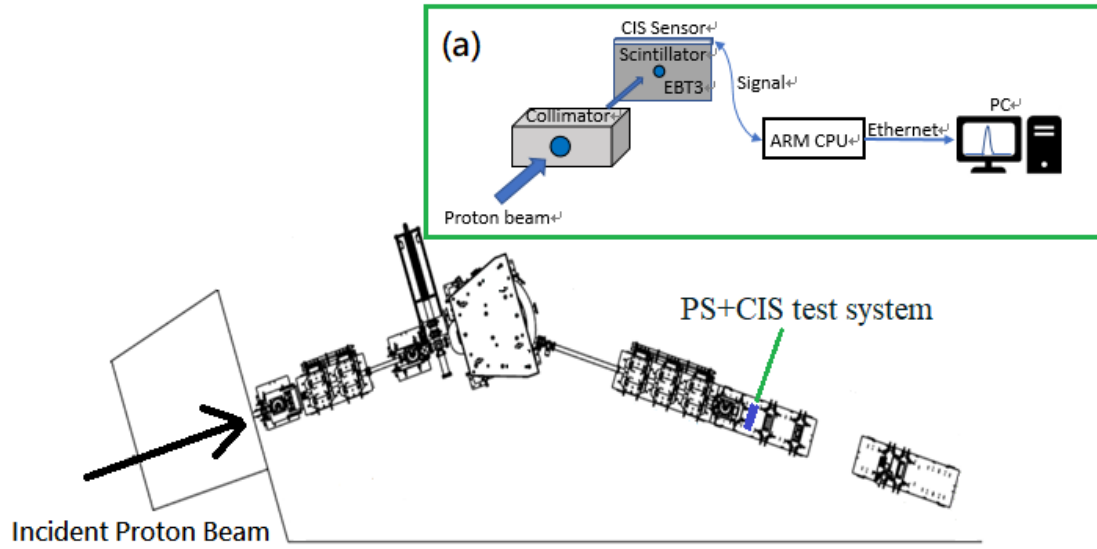 (a)
CIS Sensor↵
Scintillator↵
EBT3↵
Collimator↵
Proton beam↵
Signal↵
ARM CPU↵
Ethernet↵
PC↵
PS+CIS test system
Incident Proton Beam